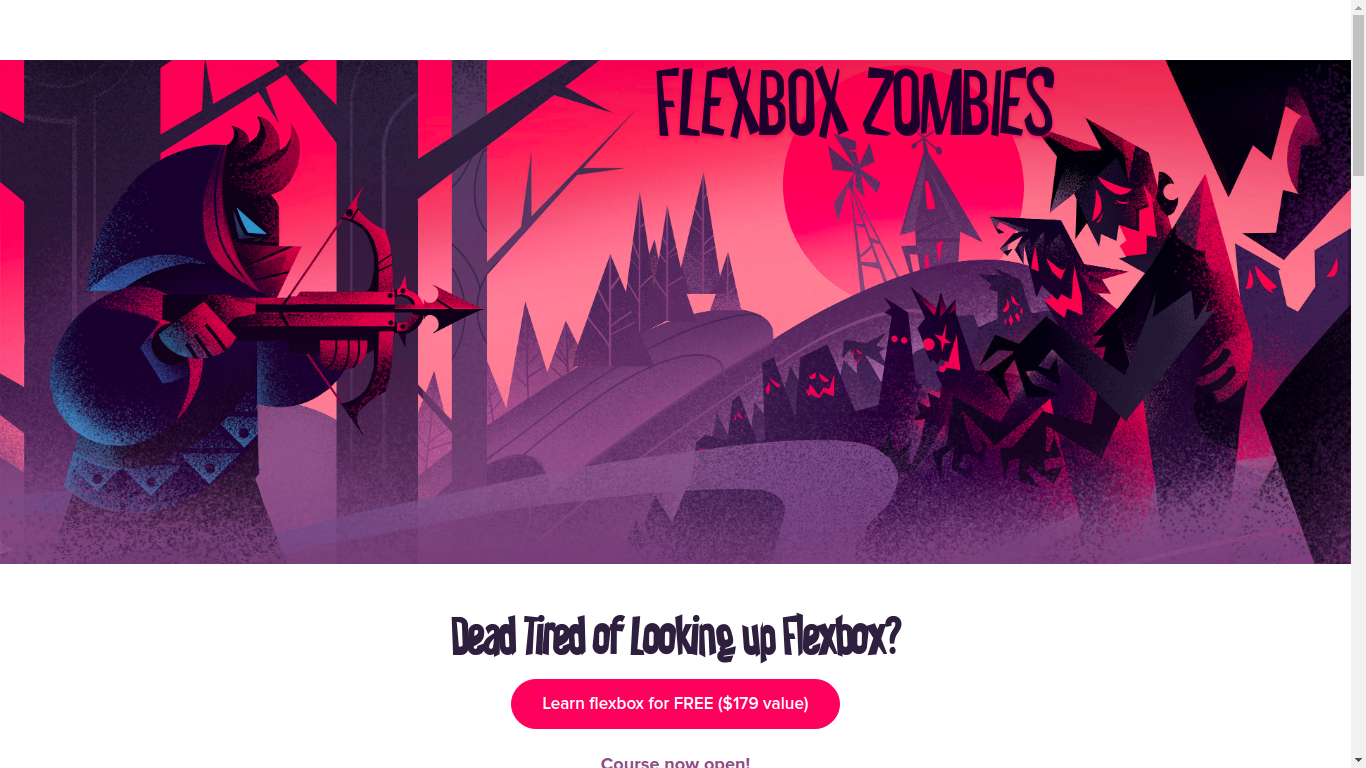 FLEXBOX ZOMBIES
Dead Tired of Looking up Flexbox?
Learn flexbox for FREE ($179 value)
Course now open!